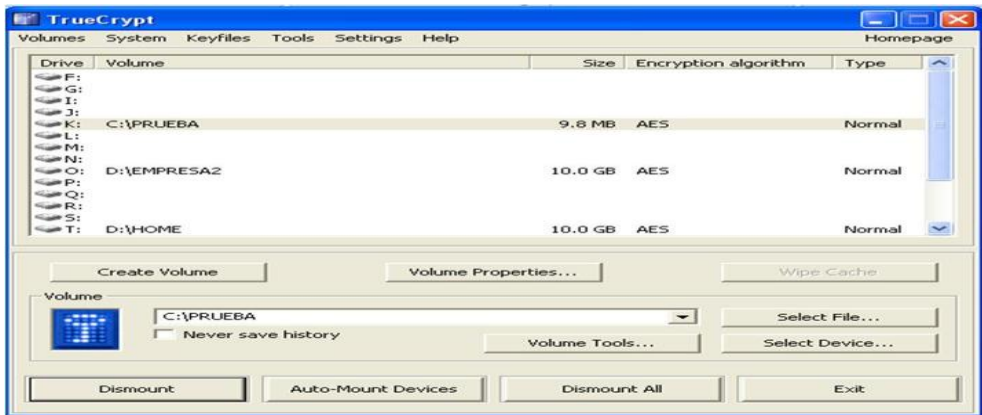 TrueCrypt
Volumes System Keyfiles Tools Settings Help Homepage
Drive Volume Size Encryption algorithm Type
F:
G:
I:
J:
K: C:\PRUEBA 9.8 MB AES Normal
L:
M:
N:
O: D:\EMPRESA2 10.0 GB AES Normal
P:
Q:
R:
S:
T: D:\HOME 10.0 GB AES Normal
Create Volume Volume Properties... Wipe Cache
Volume
C:\PRUEBA Select File...
Never save history
Volume Tools... Select Device...
Dismount Auto-Mount Devices Dismount All Exit